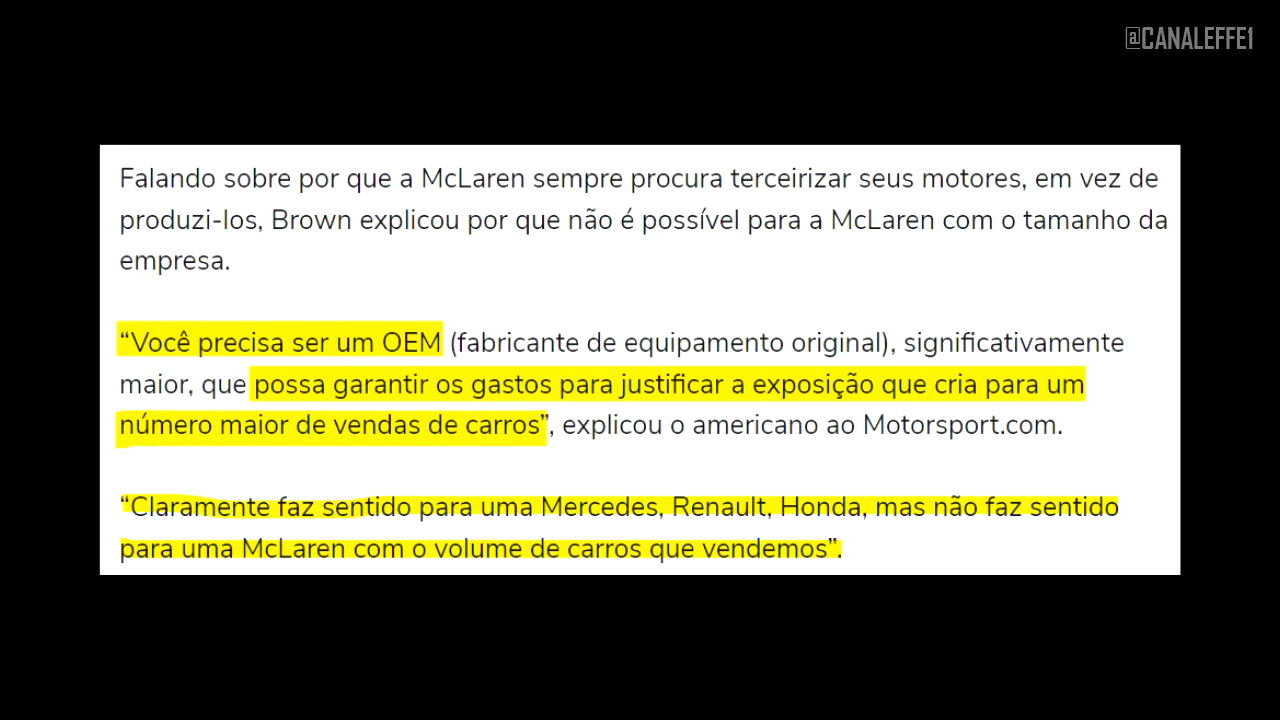 @CANALEFFE1
Falando sobre por que a McLaren sempre procura terceirizar seus motores, em vez de
produzi-los, Brown explicou por que não é possível para a McLaren com o tamanho da
empresa.
“Você precisa ser um OEM (fabricante de equipamento original), significativamente
maior, que possa garantir os gastos para justificar a exposição que cria para um
número maior de vendas de carros”, explicou o americano ao Motorsport.com.
“Claramente faz sentido para uma Mercedes, Renault, Honda, mas não faz sentido
para uma McLaren com o volume de carros que vendemos”.